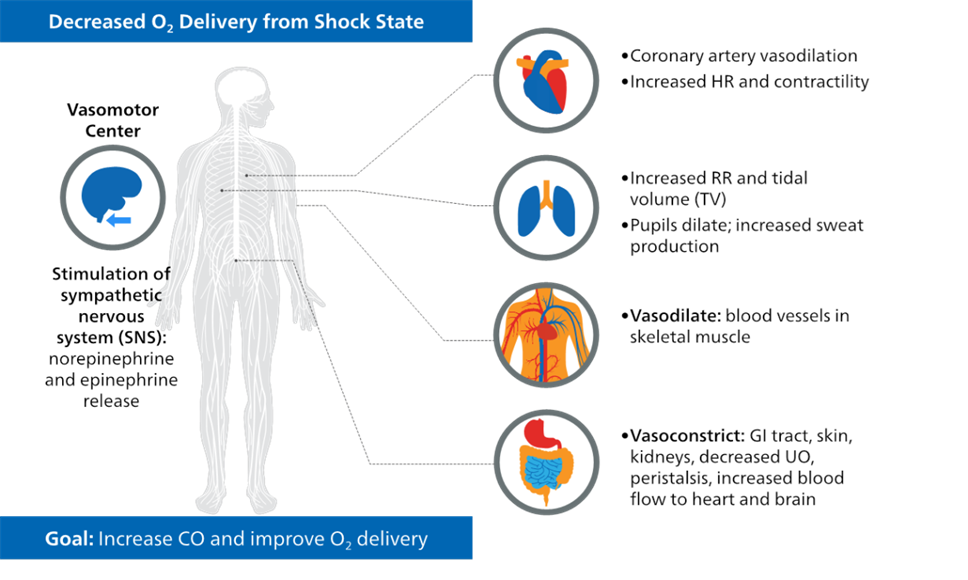 Decreased O₂ Delivery from Shock State
Vasomotor
Center
Stimulation of
sympathetic
nervous
system (SNS):
norepinephrine
and epinephrine
release
•Coronary artery vasodilation
•Increased HR and contractility
•Increased RR and tidal
volume (TV)
•Pupils dilate; increased sweat
production
•Vasodilate: blood vessels in
skeletal muscle
•Vasoconstrict: GI tract, skin,
kidneys, decreased UO,
peristalsis, increased blood
flow to heart and brain
Goal: Increase CO and improve O₂ delivery